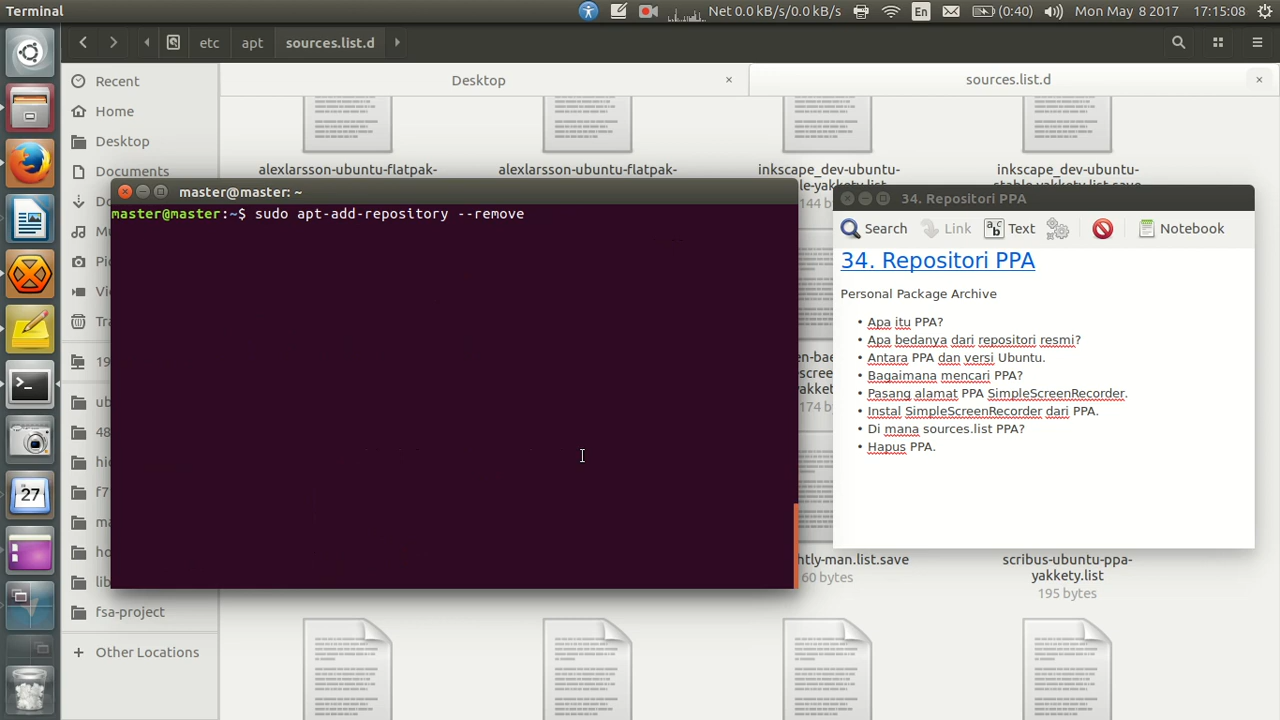 Terminal
Net 0.0 kB/s/0.0 kB/s
En
(0:40)
Mon May 8 2017
17:15:08
etc
apt
sources.list.d
Recent
Home
Desktop
Documents
Other Locations
fsa-project
Desktop
sources.list.d
alexlarsson-ubuntu-flatpak-
alexlarsson-ubuntu-flatpak-
inkscape_dev-ubuntu-
inkscape_dev-ubuntu-
master@master: ~
master@master:~$ sudo apt-add-repository --remove
34. Repositori PPA
Search
Link
Text
Notebook
34. Repositori PPA
Personal Package Archive
• Apa itu PPA?
• Apa bedanya dari repositori resmi?
• Antara PPA dan versi Ubuntu.
• Bagaimana mencari PPA?
• Pasang alamat PPA SimpleScreenRecorder.
• Instal SimpleScreenRecorder dari PPA.
• Di mana sources.list PPA?
• Hapus PPA.
htly-man.list.save
60 bytes
scribus-ubuntu-ppa-
yakkety.list
195 bytes
27